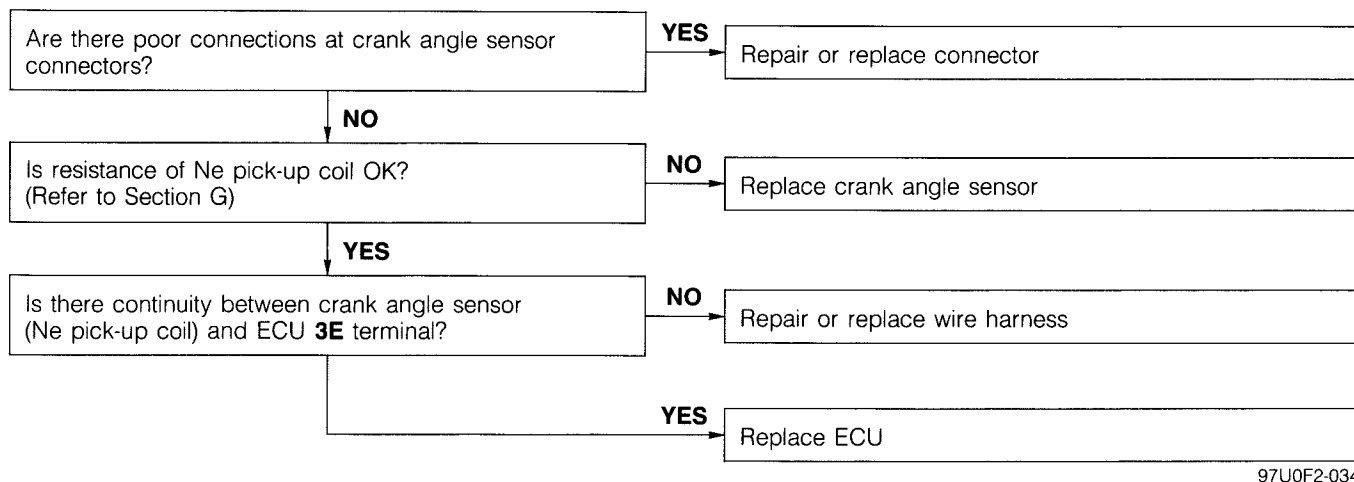 Are there poor connections at crank angle sensor
connectors?
YES
Repair or replace connector
NO
Is resistance of Ne pick-up coil OK?
(Refer to Section G)
NO
Replace crank angle sensor
YES
Is there continuity between crank angle sensor
(Ne pick-up coil) and ECU 3E terminal?
NO
Repair or replace wire harness
YES
Replace ECU
97U0F2-034